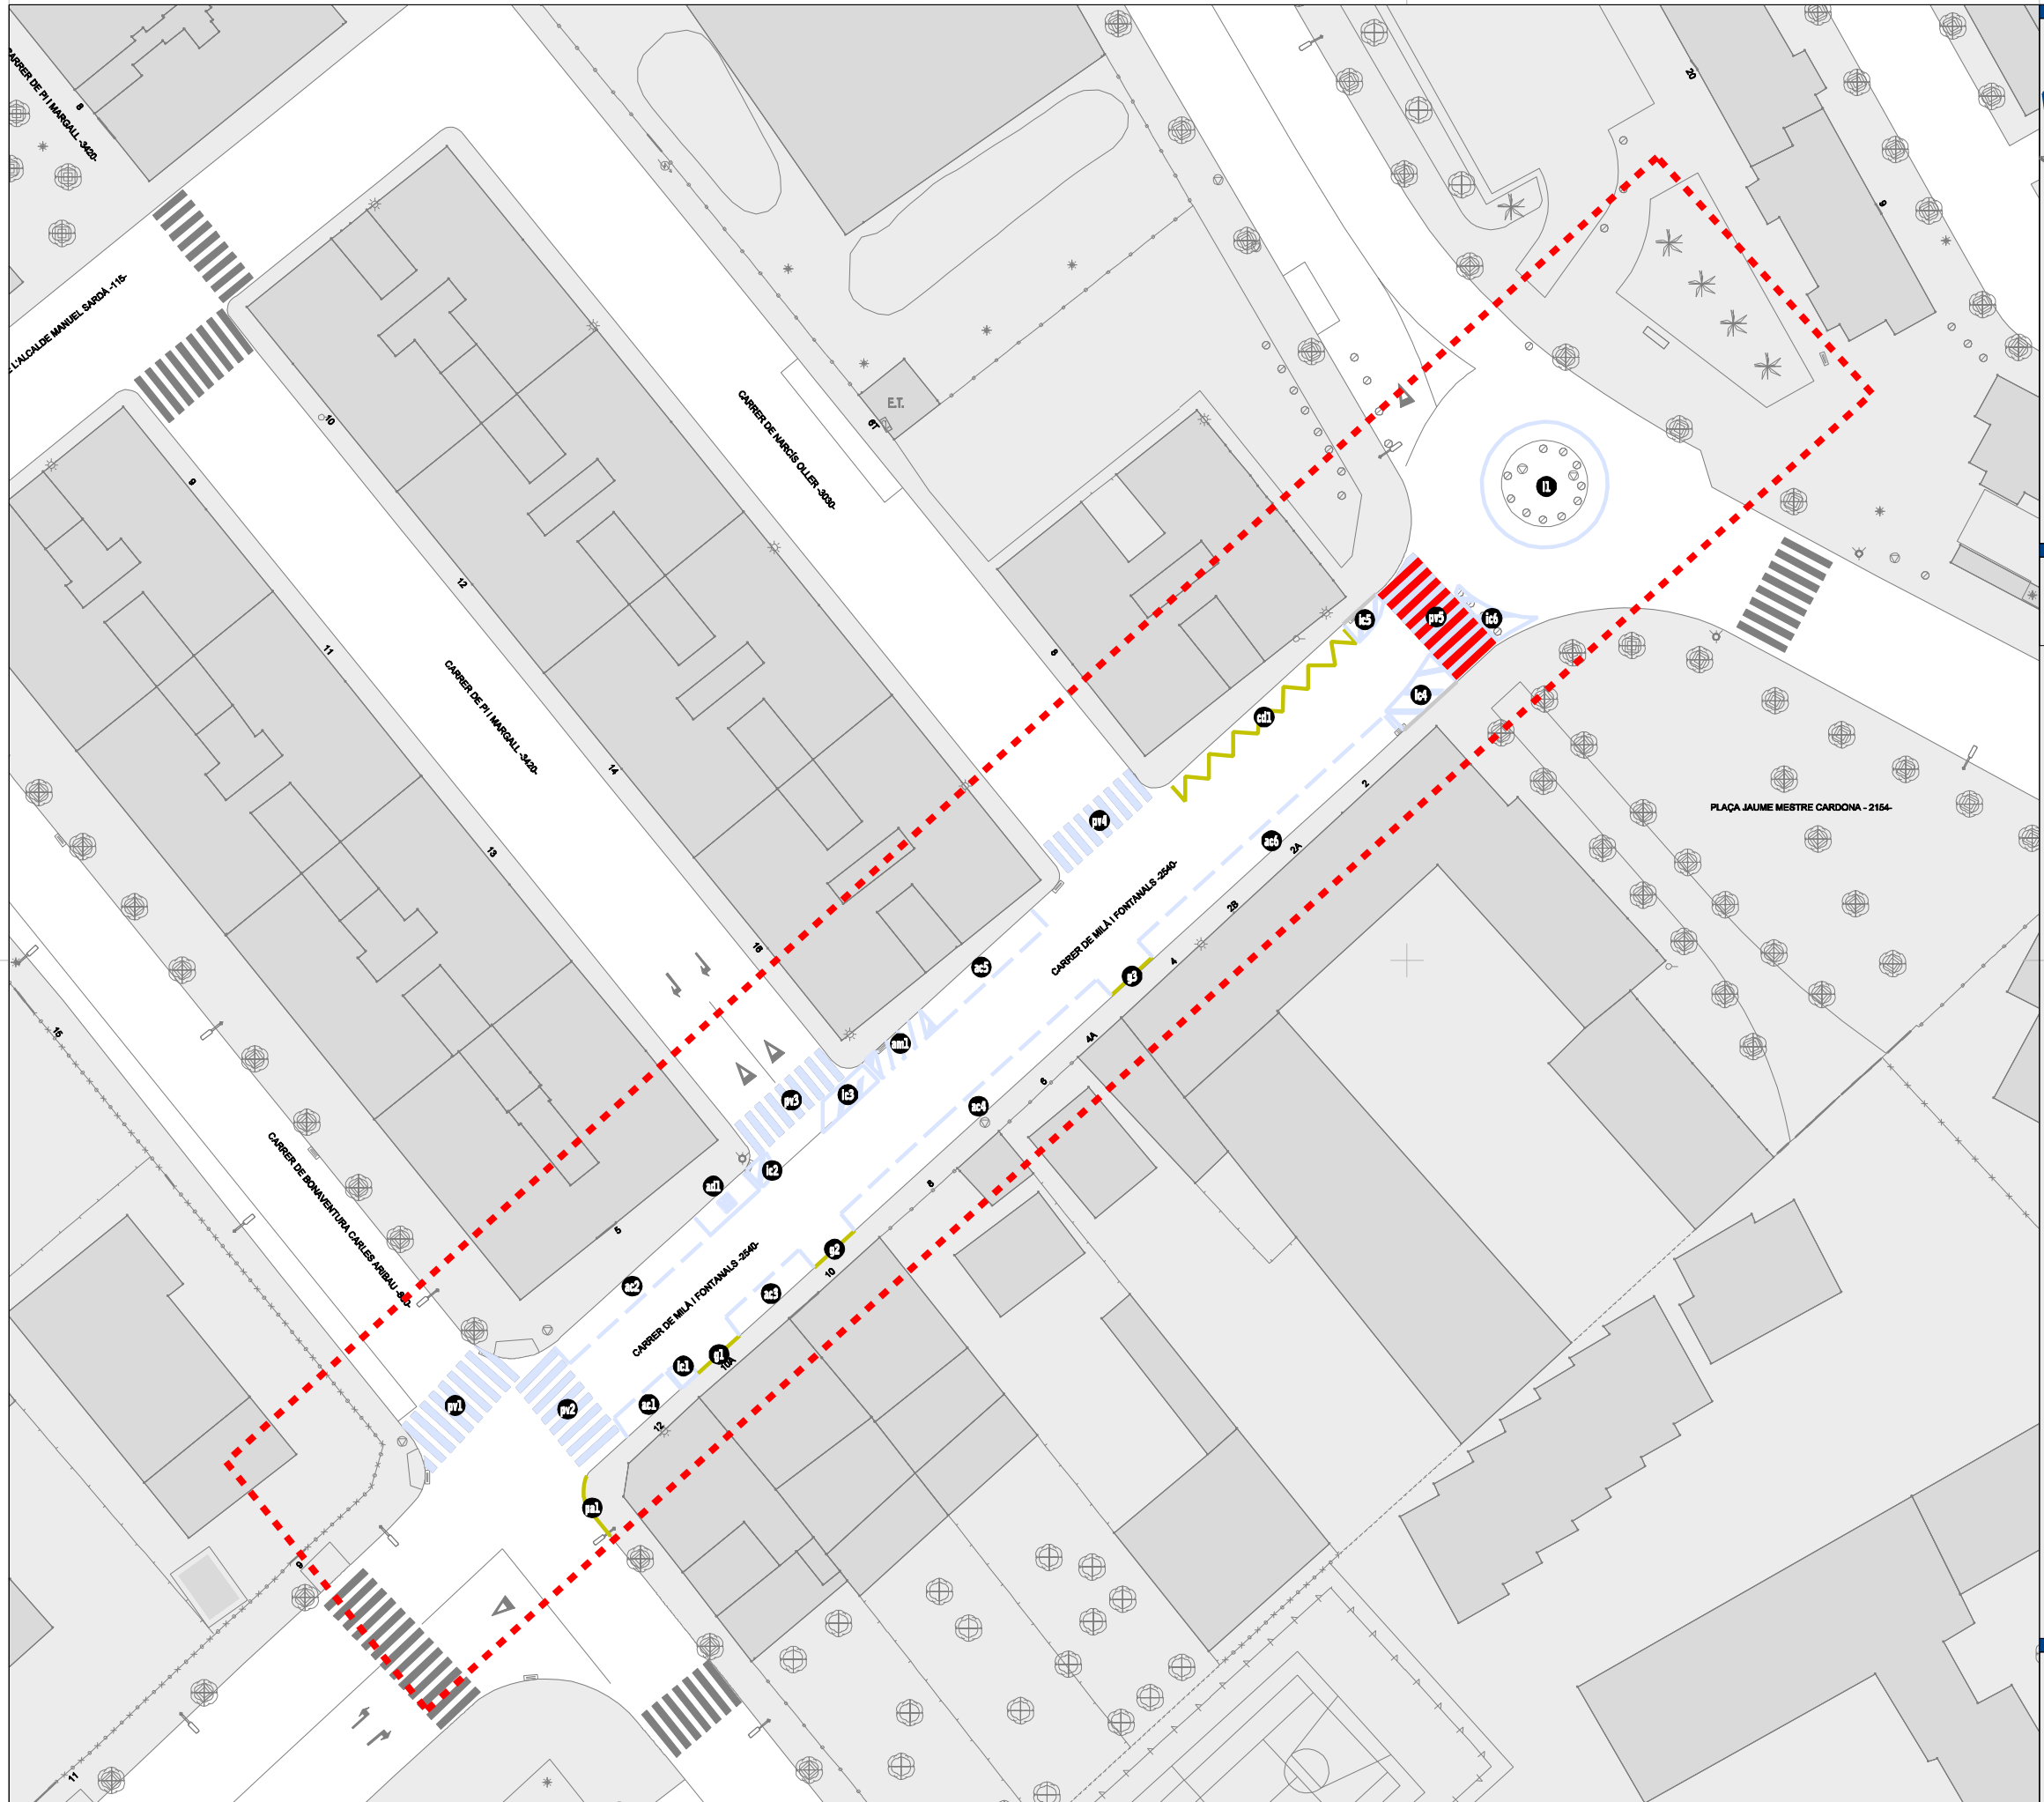 CARRER DE PI I MARGALL -3420-
8
20
9
L'ALCALDE MANUEL SARDÀ -115-
10
9
CARRER DE NARCÍS OLLER -3030-
E.T.
6T
i1
12
11
8
ic5
pv5
ic6
CARRER DE PI I MARGALL -3420-
ic4
cd1
14
2
PLAÇA JAUME MESTRE CARDONA - 2154-
pv4
13
ac6
2A
CARRER DE MILÀ I FONTANALS -2540-
2B
16
ac5
4
g3
15
am1
4A
6
pv3
ic3
ac4
CARRER DE BONAVENTURA CARLES ARIBAU
ic2
ad1
8
5
g2
CARRER DE MILÀ I FONTANALS -2540-
10
ac2
ac3
g1
ic1
10A
pv1
pv2
ac1
12
pa1
9
11